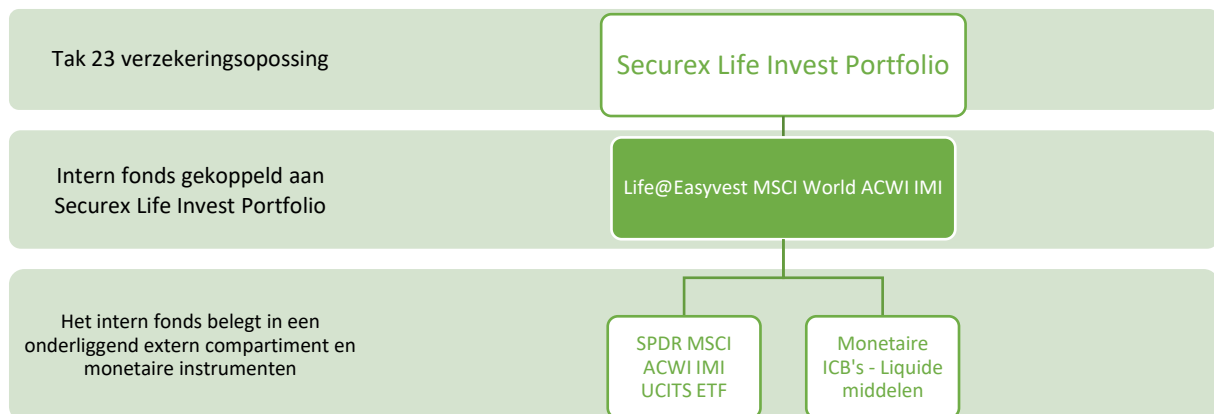 Tak 23 verzekeringsopossing
Securex Life Invest Portfolio
Intern fonds gekoppeld aan
Securex Life Invest Portfolio
Life@Easyvest MSCI World ACWI IMI
Het intern fonds belegt in een
onderliggend extern compartiment en
monetaire instrumenten
SPDR MSCI
ACWI IMI
UCITS ETF
Monetaire
ICB's - Liquide
middelen